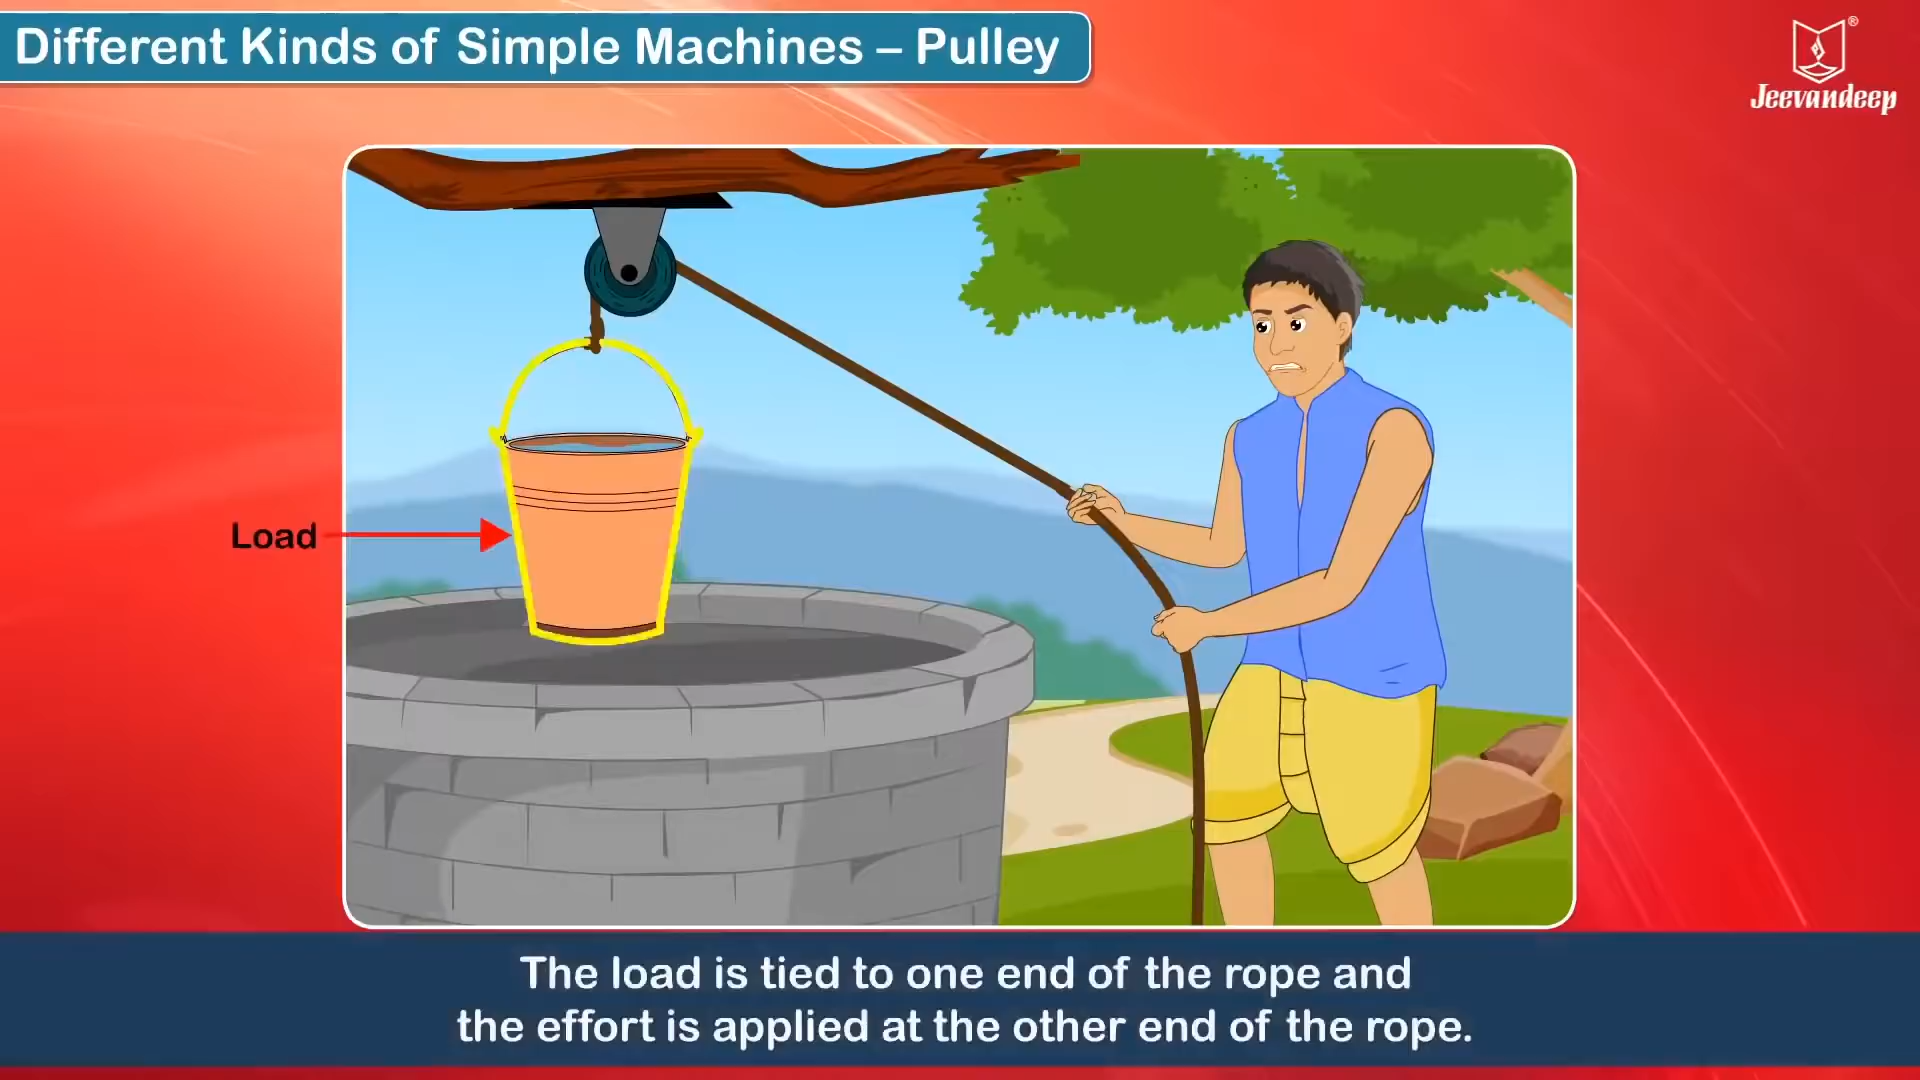 Different Kinds of Simple Machines – Pulley
®
Jeevandeep
Load
The load is tied to one end of the rope and
the effort is applied at the other end of the rope.